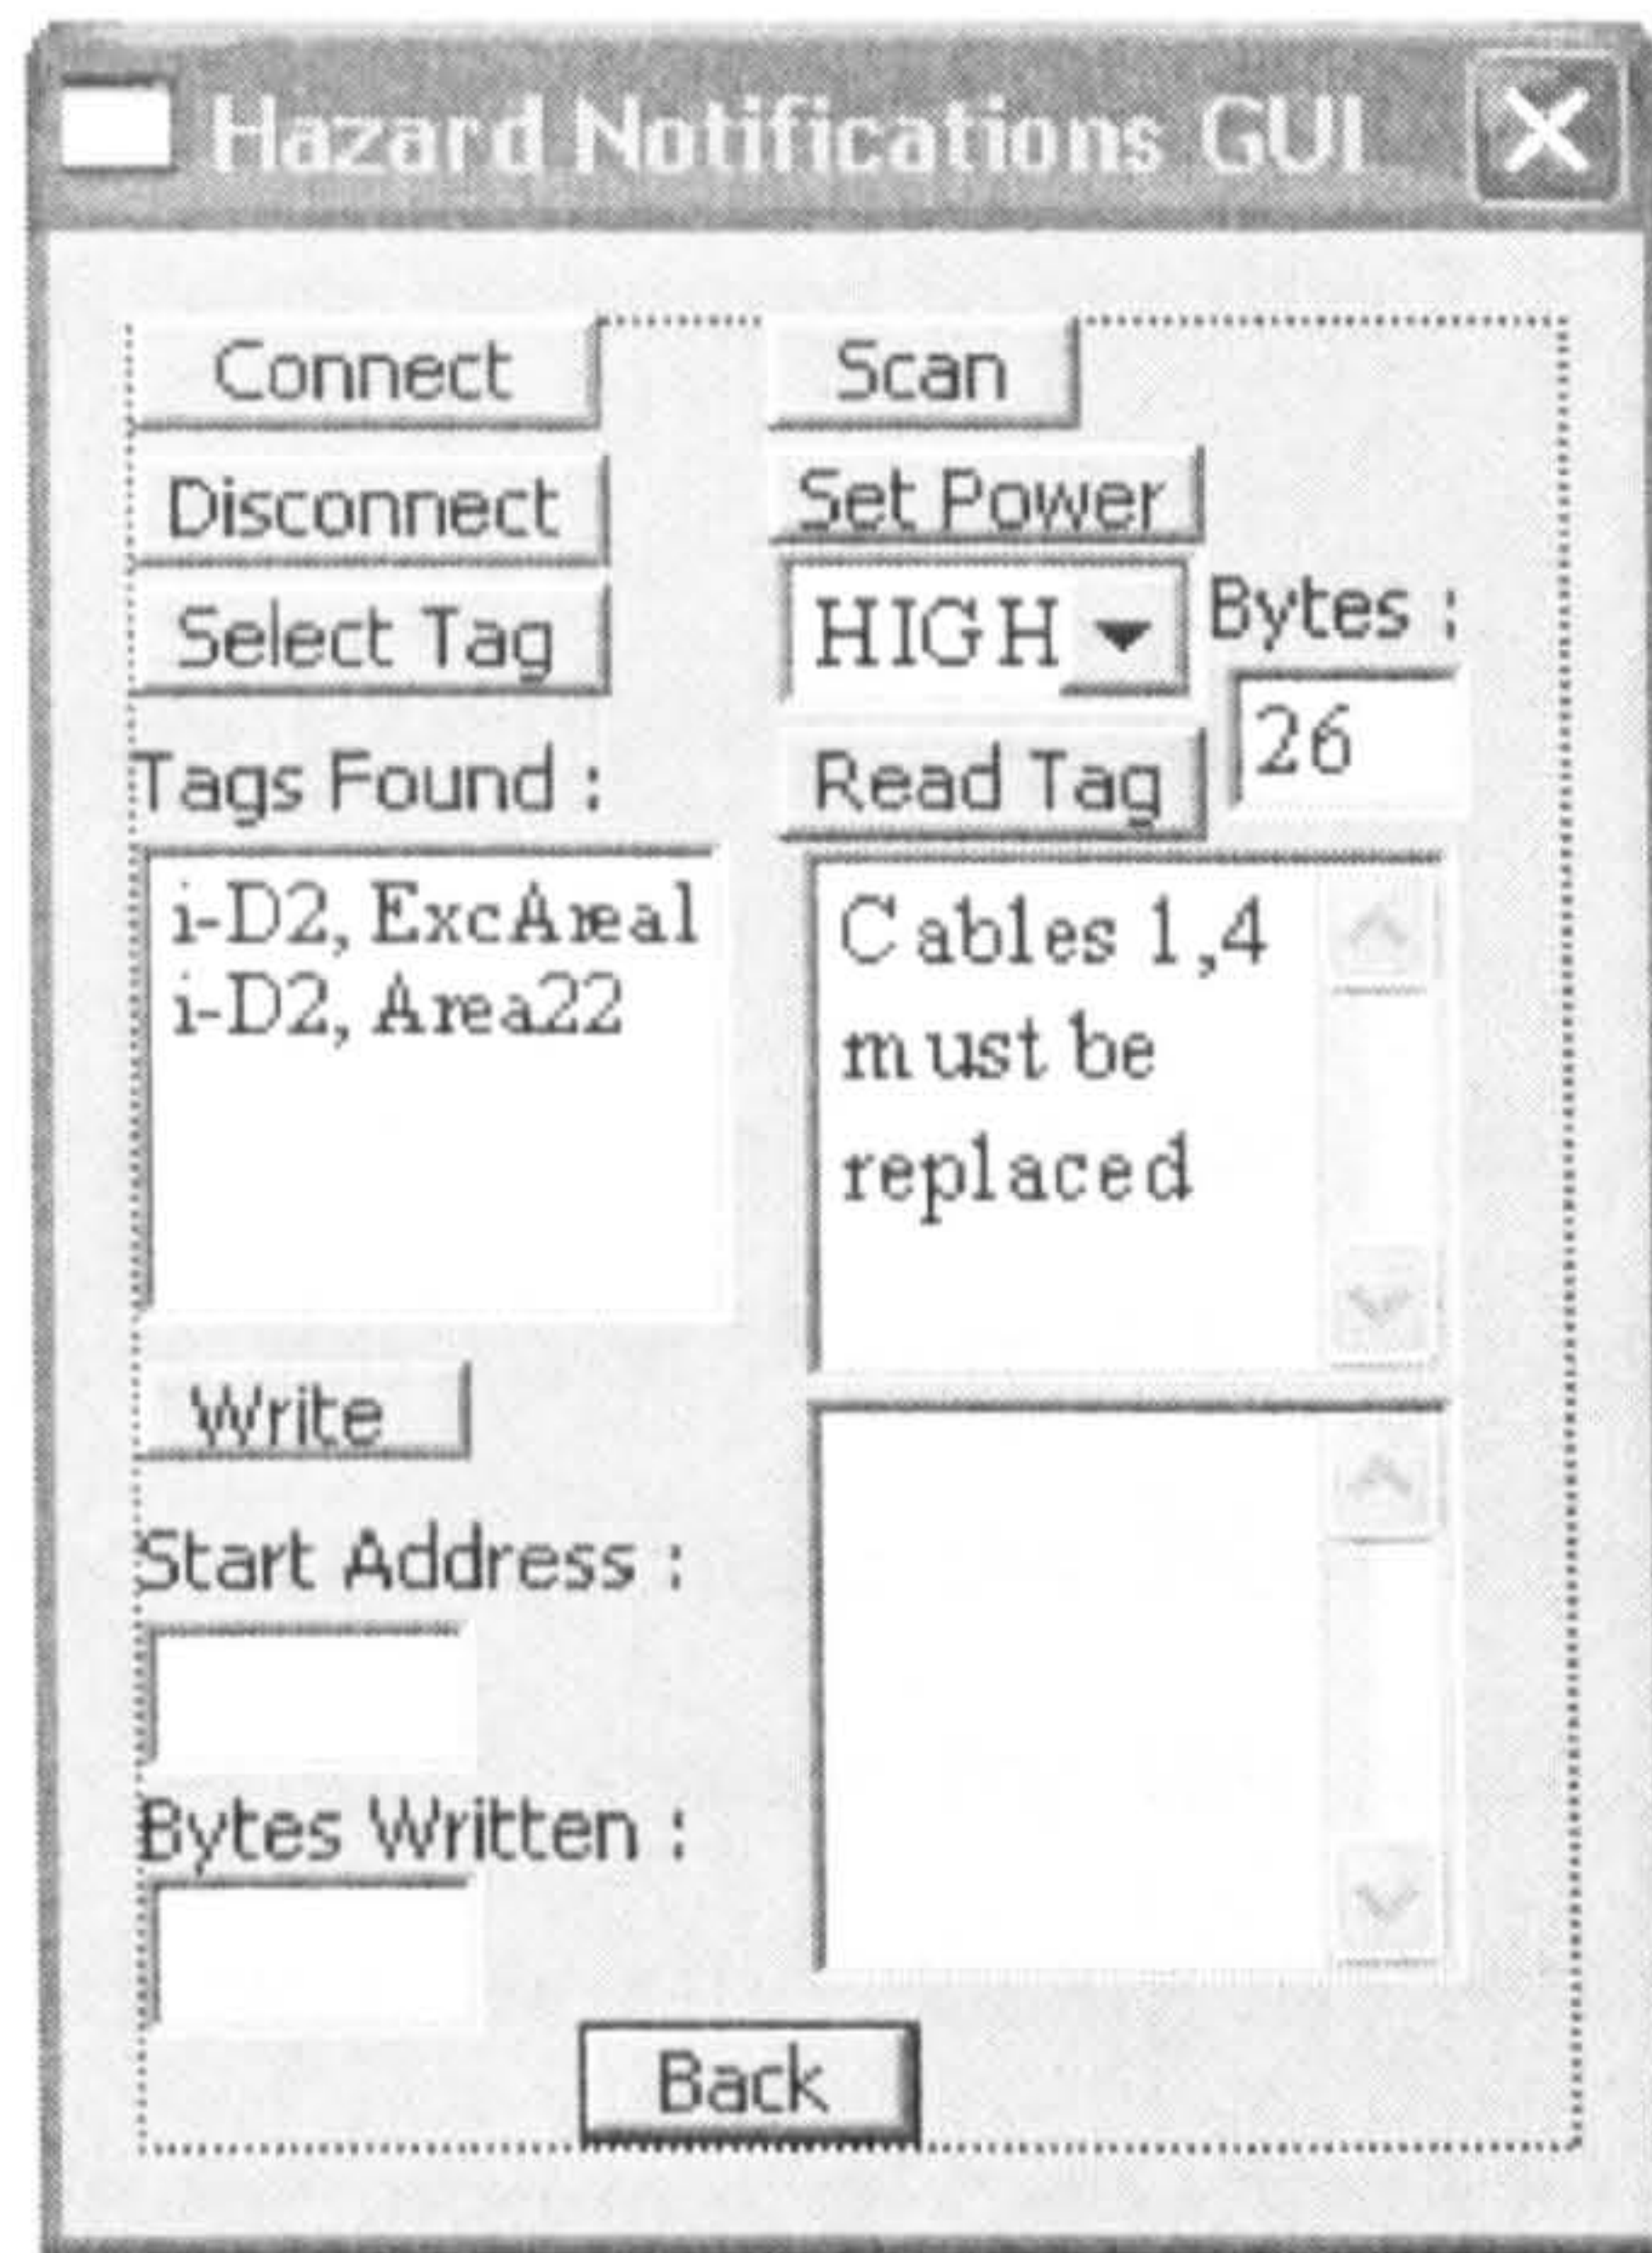 Hazard Notifications GUI
Connect
Scan
Disconnect
Set Power
Select Tag
HIGH
Bytes :
26
Tags Found :
Read Tag
i-D2, ExcArea1
i-D2, Area22
Cables 1,4
must be
replaced
Write
Start Address :
Bytes Written :
Back